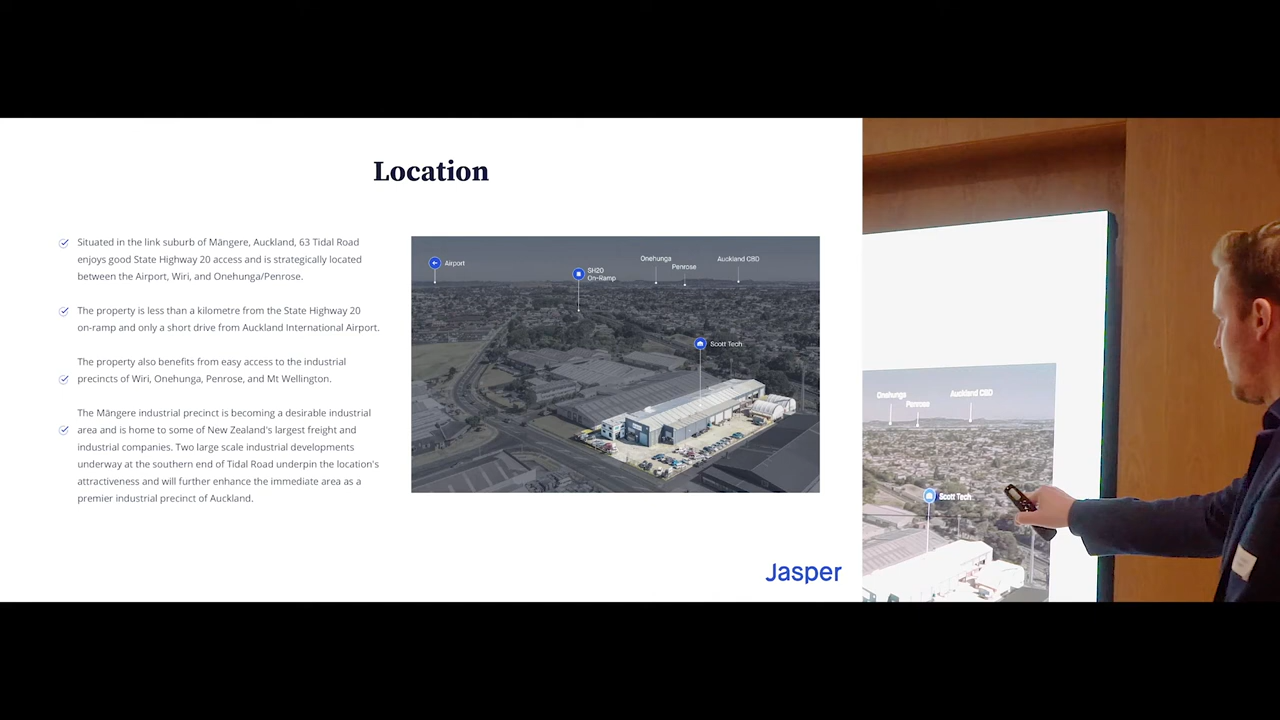 Location
Situated in the link suburb of Māngere, Auckland, 63 Tidal Road
enjoys good State Highway 20 access and is strategically located
between the Airport, Wiri, and Onehunga/Penrose.
The property is less than a kilometre from the State Highway 20
on-ramp and only a short drive from Auckland International Airport.
The property also benefits from easy access to the industrial
precincts of Wiri, Onehunga, Penrose, and Mt Wellington.
The Māngere industrial precinct is becoming a desirable industrial
area and is home to some of New Zealand's largest freight and
industrial companies. Two large scale industrial developments
underway at the southern end of Tidal Road underpin the location's
attractiveness and will further enhance the immediate area as a
premier industrial precinct of Auckland.
Airport
SH20
On-Ramp
Onehunga
Penrose
Auckland CBD
Scott Tech
Jasper
Onehunga
Penrose
Auckland CBD
Scott Tech